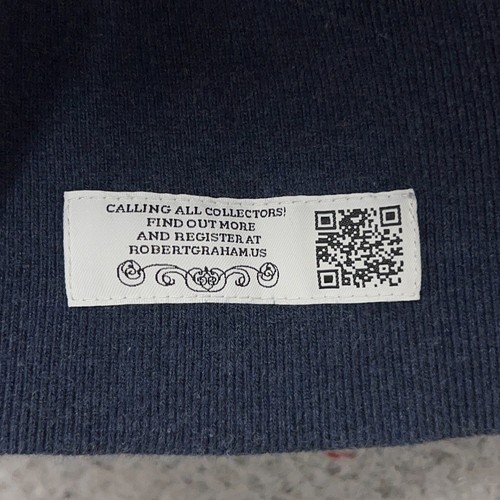 CALLING ALL COLLECTORS!
FIND OUT MORE
AND REGISTER AT
ROBERTGRAHAM.US